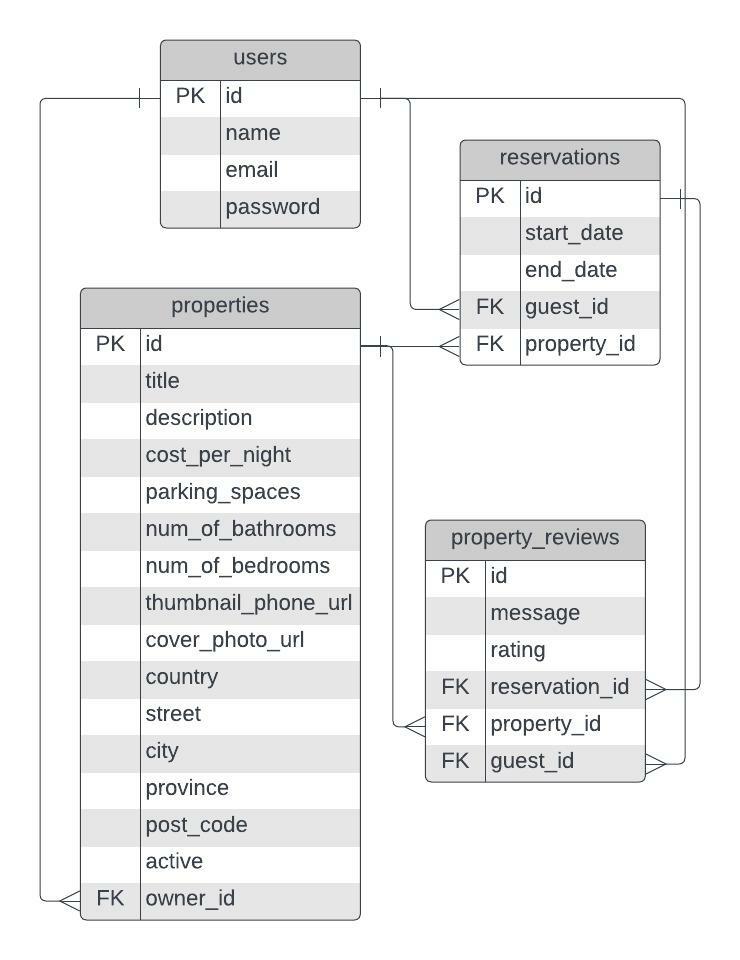 users
PK id
name
email
password
reservations
PK id
start_date
end_date
FK guest_id
FK property_id
properties
PK id
title
description
cost_per_night
parking_spaces
num_of_bathrooms
num_of_bedrooms
thumbnail_phone_url
cover_photo_url
country
street
city
province
post_code
active
FK owner_id
property_reviews
PK id
message
rating
FK reservation_id
FK property_id
FK guest_id